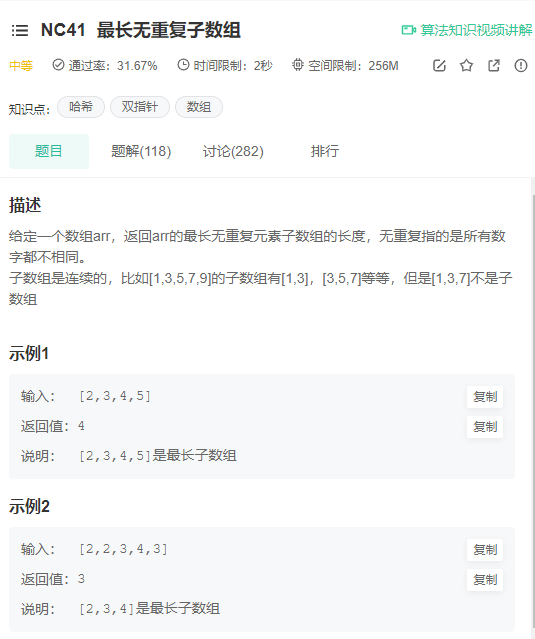 NC41 最长无重复子数组
算法知识视频讲解
中等 通过率：31.67% 时间限制：2秒 空间限制：256M
知识点： 哈希 双指针 数组
题目 题解(118) 讨论(282) 排行
描述
给定一个数组arr，返回arr的最长无重复元素子数组的长度，无重复指的是所有数
字都不相同。
子数组是连续的，比如[1,3,5,7,9]的子数组有[1,3]，[3,5,7]等等，但是[1,3,7]不是子
数组
示例1
输入： [2,3,4,5] 复制
返回值：4 复制
说明： [2,3,4,5]是最长子数组
示例2
输入： [2,2,3,4,3] 复制
返回值：3 复制
说明： [2,3,4]是最长子数组